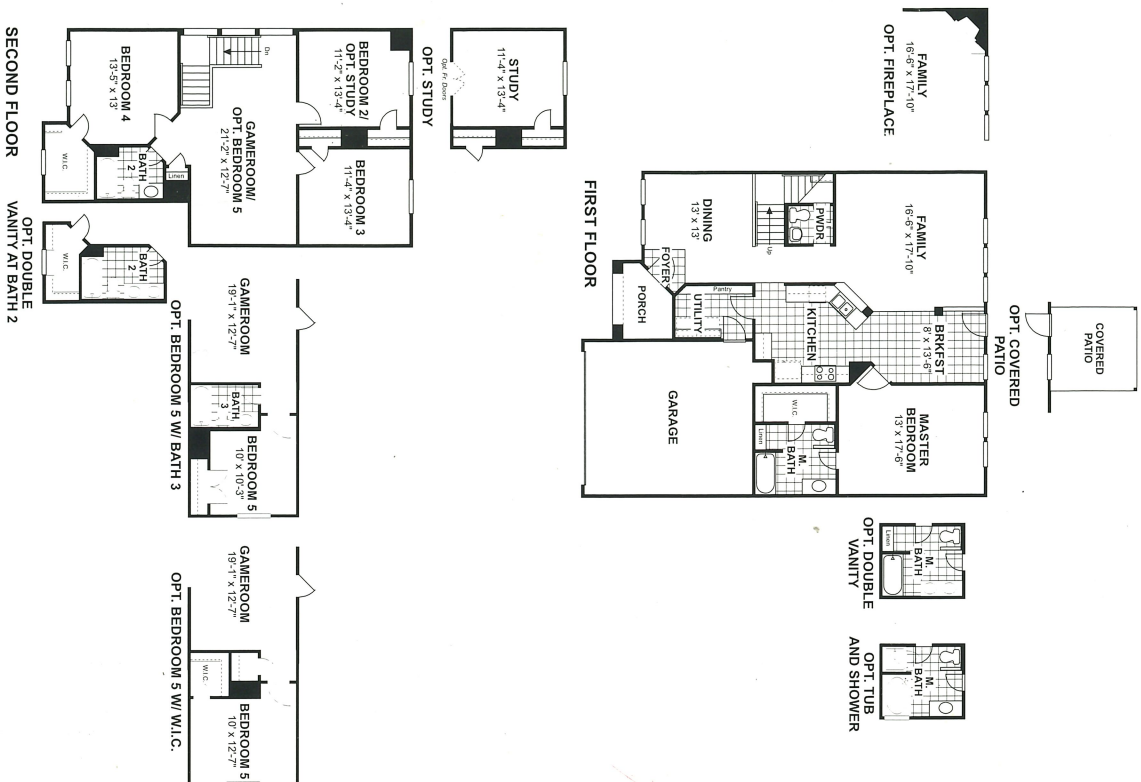 OPT. FIREPLACE
FAMILY
16'-6" X 17'-10"
OPT. COVERED
PATIO
COVERED
PATIO
FAMILY
16'-6" X 17'-10"
BRKFST
8' X 13'-6"
MASTER
BEDROOM
13' X 17'-6"
PWDR
Up
KITCHEN
W.I.C.
M.
BATH
Linen
DINING
13' X 13'
FOYER
Pantry
UTILITY
PORCH
GARAGE
FIRST FLOOR
M.
BATH
Linen
OPT. DOUBLE
VANITY
M.
BATH
OPT. TUB
AND SHOWER
STUDY
11'-4" X 13'-4"
Opt. Fr. Doors
OPT. STUDY
BEDROOM 2/
OPT. STUDY
11'-2" X 13'-4"
BEDROOM 3
11'-4" X 13'-4"
Dn
GAMEROOM/
OPT. BEDROOM 5
21'-2" X 12'-7"
BEDROOM 4
13'-5" X 13'
BATH
2
Linen
W.I.C.
SECOND FLOOR
BATH
2
W.I.C.
OPT. DOUBLE
VANITY AT BATH 2
GAMEROOM
19'-1" X 12'-7"
BATH
3
BEDROOM 5
10' X 10'-3"
OPT. BEDROOM 5 W/ BATH 3
GAMEROOM
19'-1" X 12'-7"
W.I.C.
BEDROOM 5
10' X 12'-7"
OPT. BEDROOM 5 W/ W.I.C.